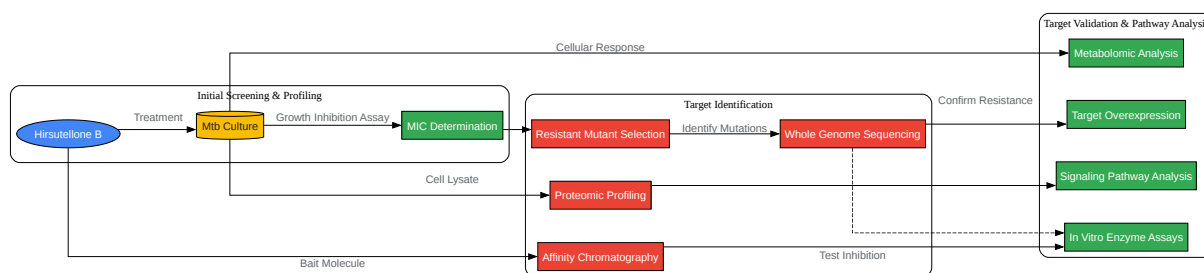 Target Validation & Pathway Analysis
Cellular Response
Metabolomic Analysis
Initial Screening & Profiling
Target Identification
Confirm Resistance
Hirsutellone B
Treatment
Mtb Culture
Growth Inhibition Assay
MIC Determination
Resistant Mutant Selection
Identify Mutations
Whole Genome Sequencing
Target Overexpression
Cell Lysate
Proteomic Profiling
Signaling Pathway Analysis
Bait Molecule
Affinity Chromatography
Test Inhibition
In Vitro Enzyme Assays